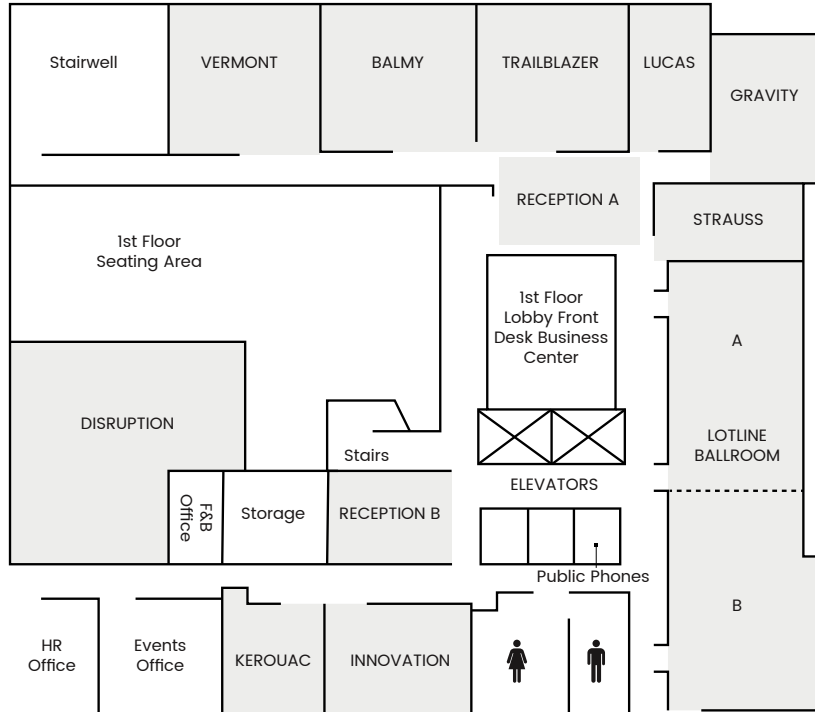 Stairwell
VERMONT
BALMY
TRAILBLAZER
LUCAS
GRAVITY
RECEPTION A
STRAUSS
1st Floor
Seating Area
1st Floor
Lobby Front
Desk Business
Center
A
DISRUPTION
LOTLINE
BALLROOM
Stairs
ELEVATORS
F&B
Office
Storage
RECEPTION B
Public Phones
B
HR
Office
Events
Office
KEROUAC
INNOVATION